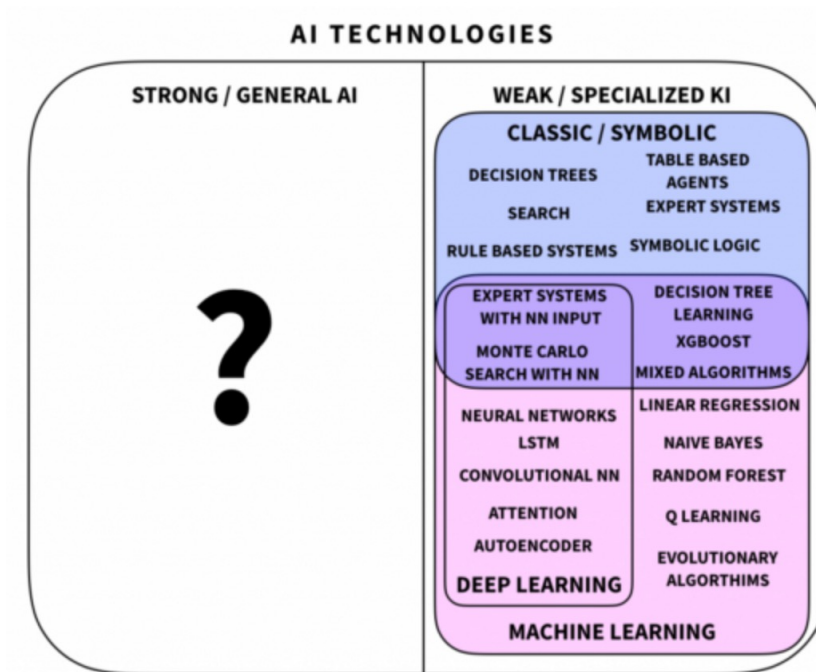 AI TECHNOLOGIES
STRONG / GENERAL AI
?
WEAK / SPECIALIZED KI
CLASSIC / SYMBOLIC
DECISION TREES
TABLE BASED
AGENTS
SEARCH
EXPERT SYSTEMS
RULE BASED SYSTEMS
SYMBOLIC LOGIC
EXPERT SYSTEMS
WITH NN INPUT
MONTE CARLO
SEARCH WITH NN
DECISION TREE
LEARNING
XGBOOST
MIXED ALGORITHMS
NEURAL NETWORKS
LSTM
CONVOLUTIONAL NN
ATTENTION
AUTOENCODER
DEEP LEARNING
LINEAR REGRESSION
NAIVE BAYES
RANDOM FOREST
Q LEARNING
EVOLUTIONARY
ALGORTHIMS
MACHINE LEARNING